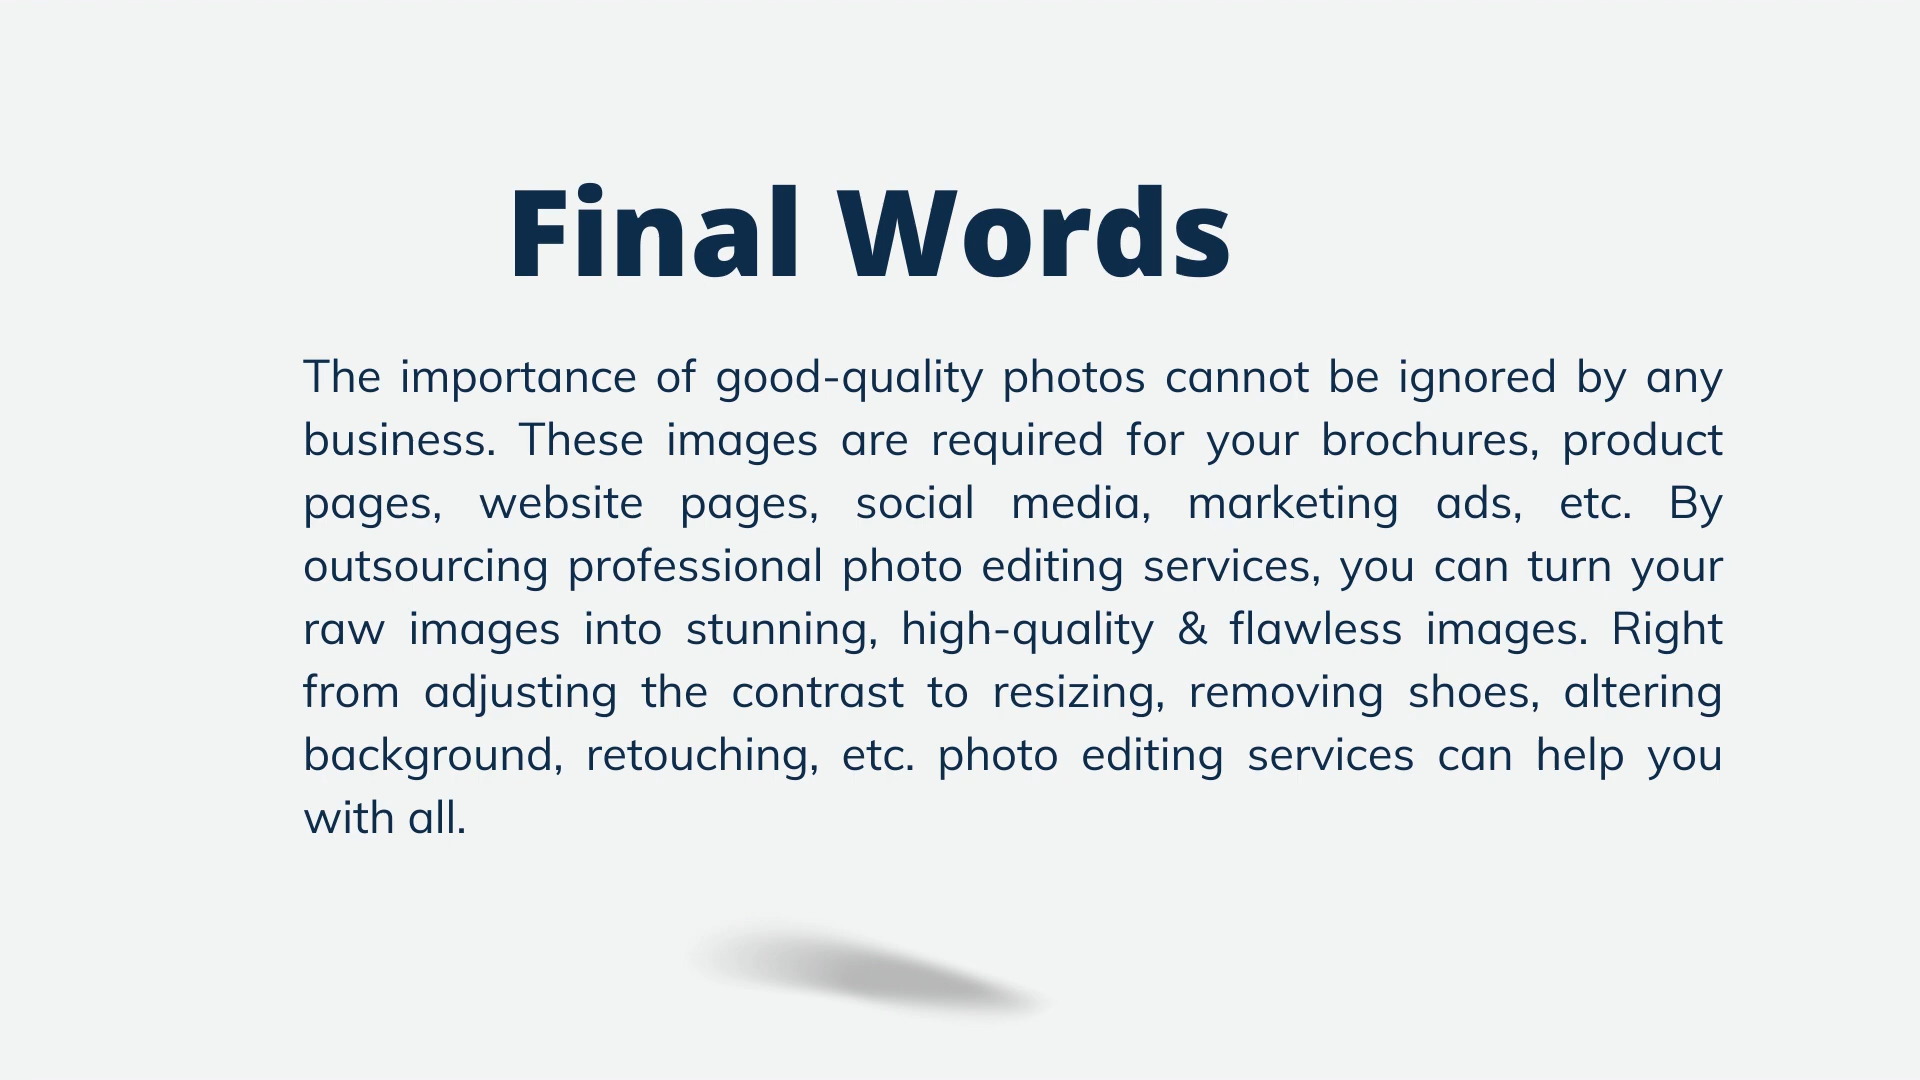 Final Words
The importance of good-quality photos cannot be ignored by any
business. These images are required for your brochures, product
pages, website pages, social media, marketing ads, etc. By
outsourcing professional photo editing services, you can turn your
raw images into stunning, high-quality & flawless images. Right
from adjusting the contrast to resizing, removing shoes, altering
background, retouching, etc. photo editing services can help you
with all.